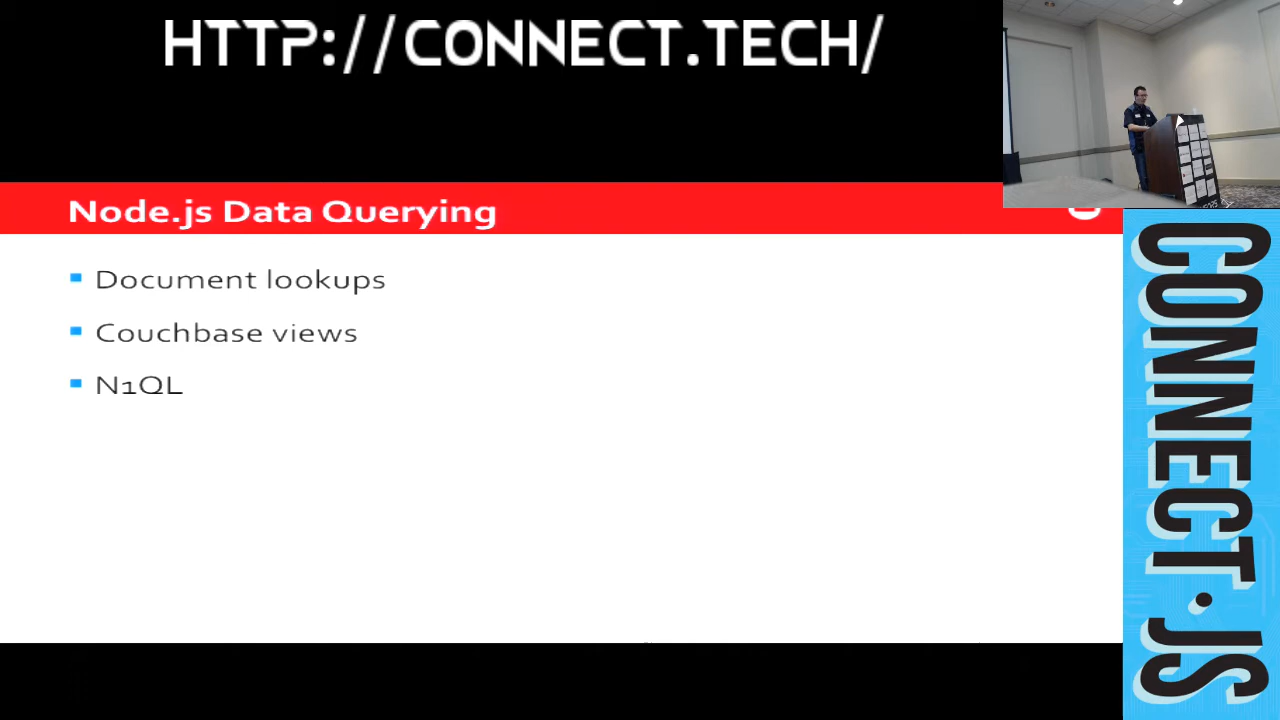 HTTP://CONNECT.TECH/
Node.js Data Querying
Document lookups
Couchbase views
N1QL
CONNECT.JS